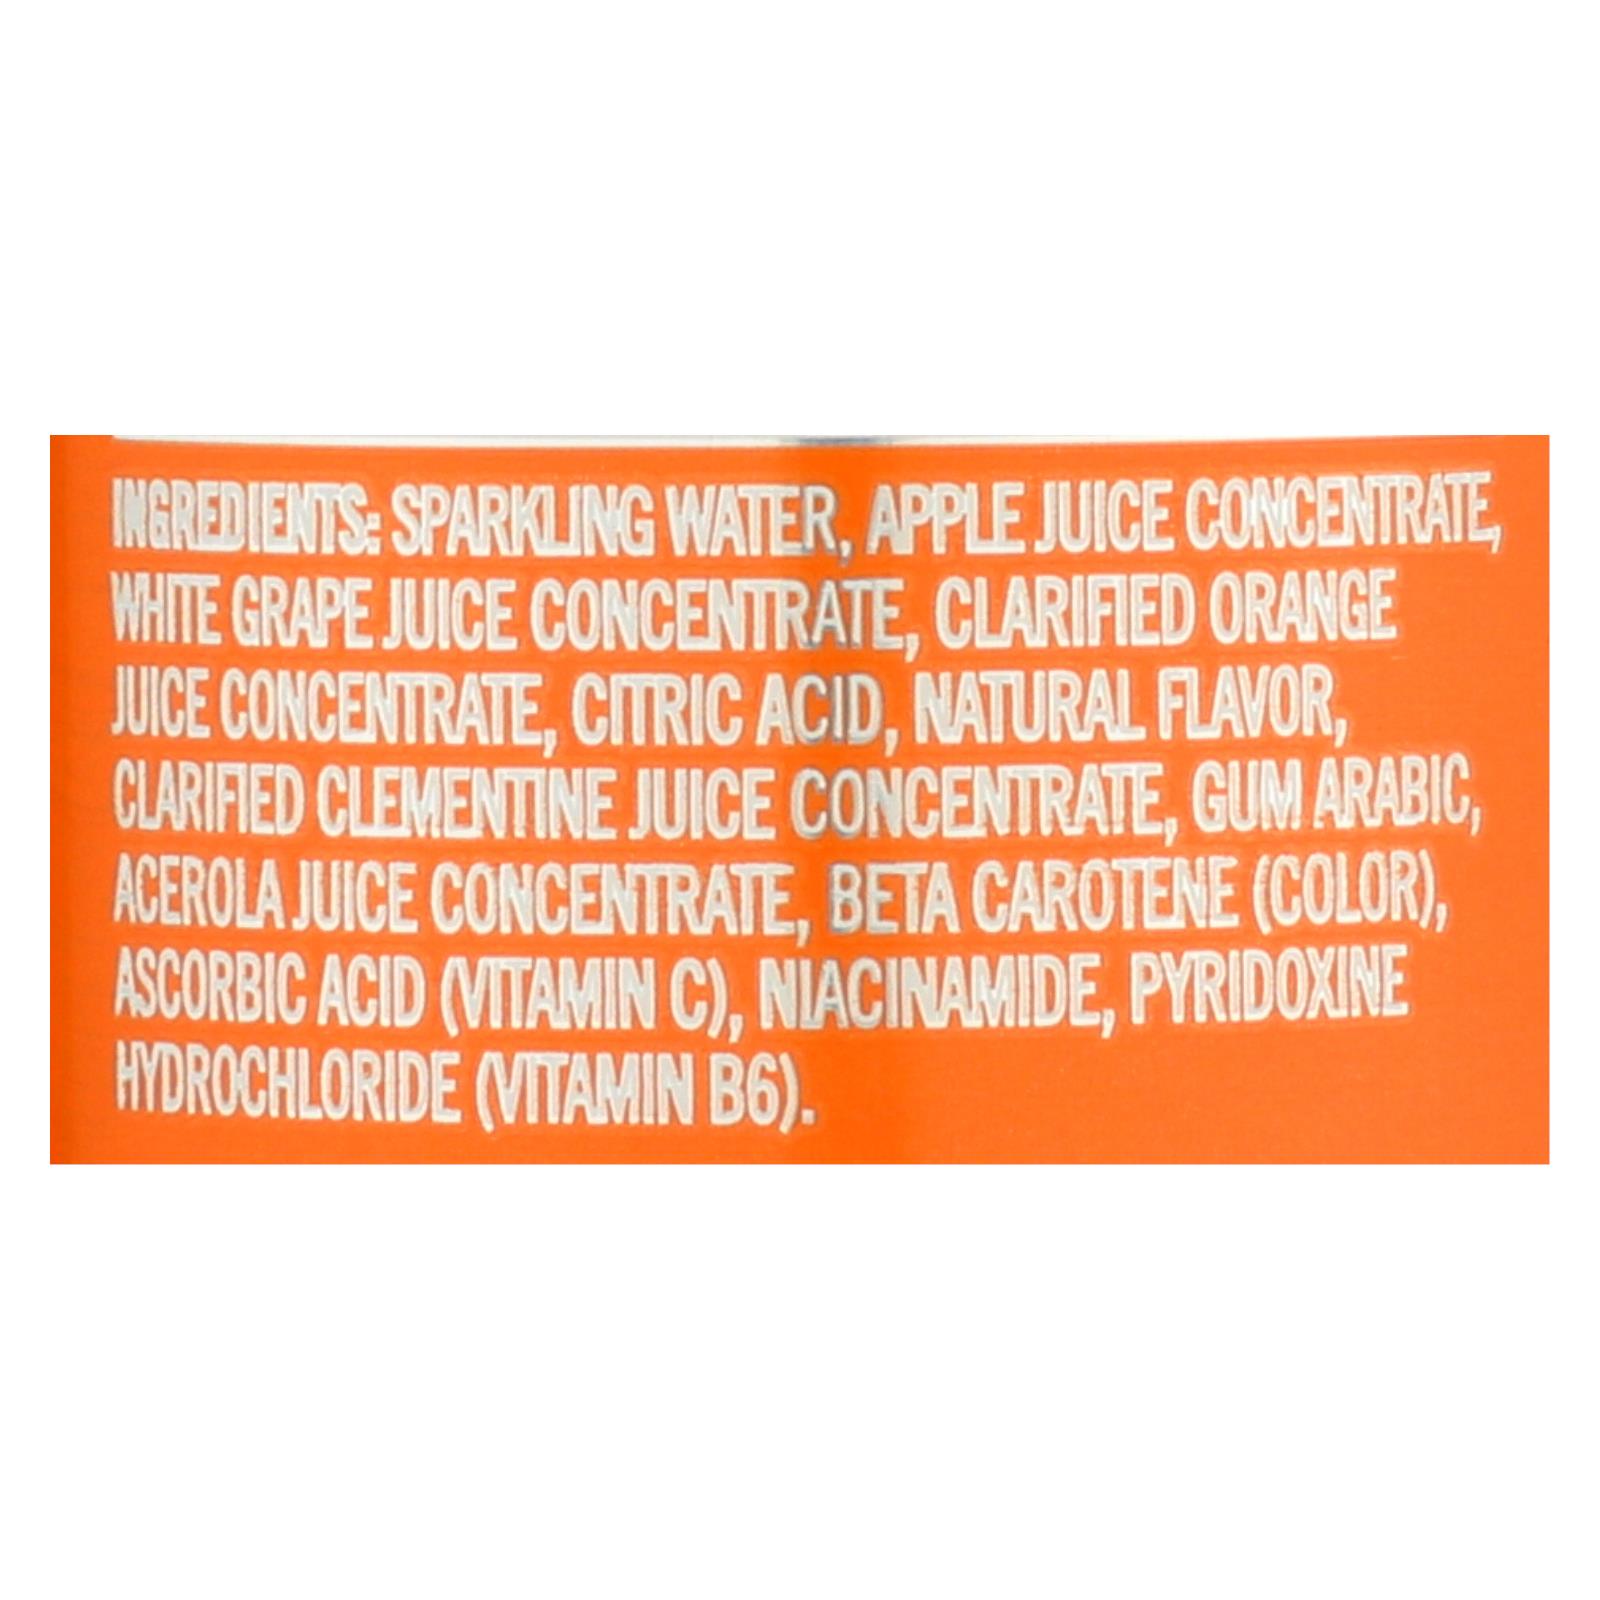 INGREDIENTS: SPARKLING WATER, APPLE JUICE CONCENTRATE,
WHITE GRAPE JUICE CONCENTRATE, CLARIFIED ORANGE
JUICE CONCENTRATE, CITRIC ACID, NATURAL FLAVOR,
CLARIFIED CLEMENTINE JUICE CONCENTRATE, GUM ARABIC,
ACEROLA JUICE CONCENTRATE, BETA CAROTENE (COLOR),
ASCORBIC ACID (VITAMIN C), NIACINAMIDE, PYRIDOXINE
HYDROCHLORIDE (VITAMIN B6).